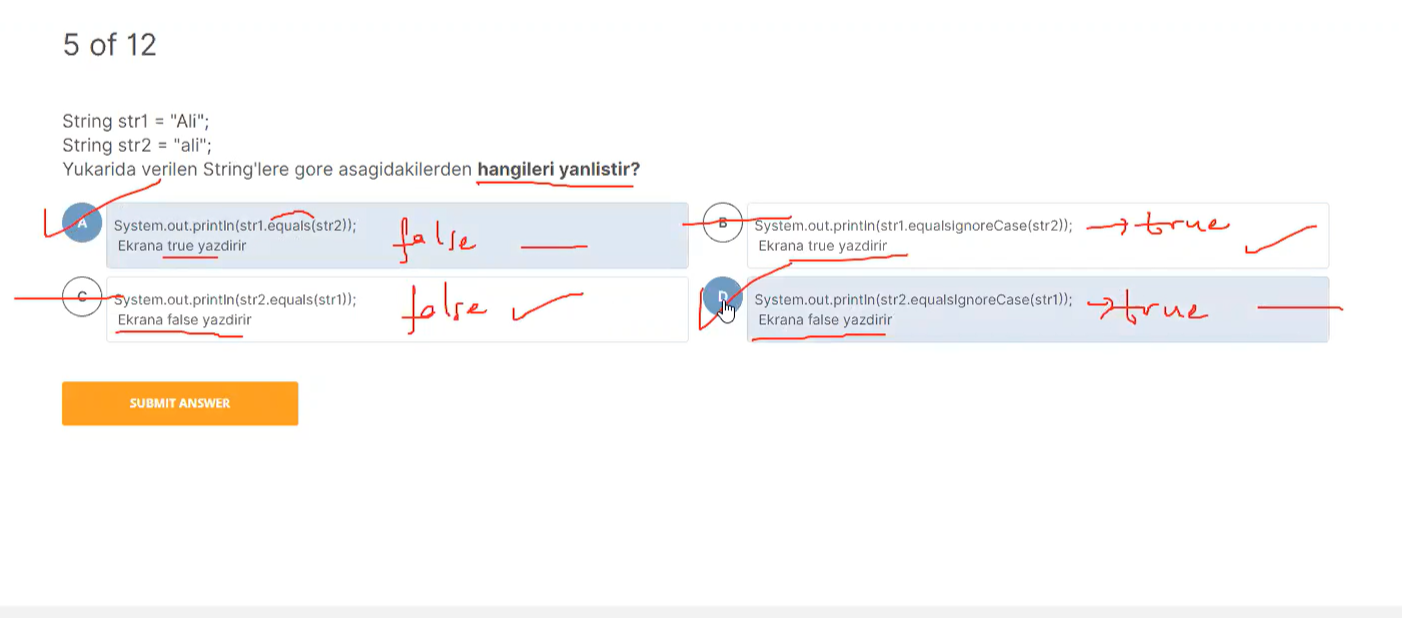 5 of 12
String str1 = "Ali";
String str2 = "ali";
Yukarida verilen String'lere gore asagidakilerden hangileri yanlistir?
A
System.out.println(str1.equals(str2));
Ekrana true yazdirir
false
B
System.out.println(str1.equalsIgnoreCase(str2));
Ekrana true yazdirir
true
C
System.out.println(str2.equals(str1));
Ekrana false yazdirir
false
D
System.out.println(str2.equalsIgnoreCase(str1));
Ekrana false yazdirir
true
SUBMIT ANSWER